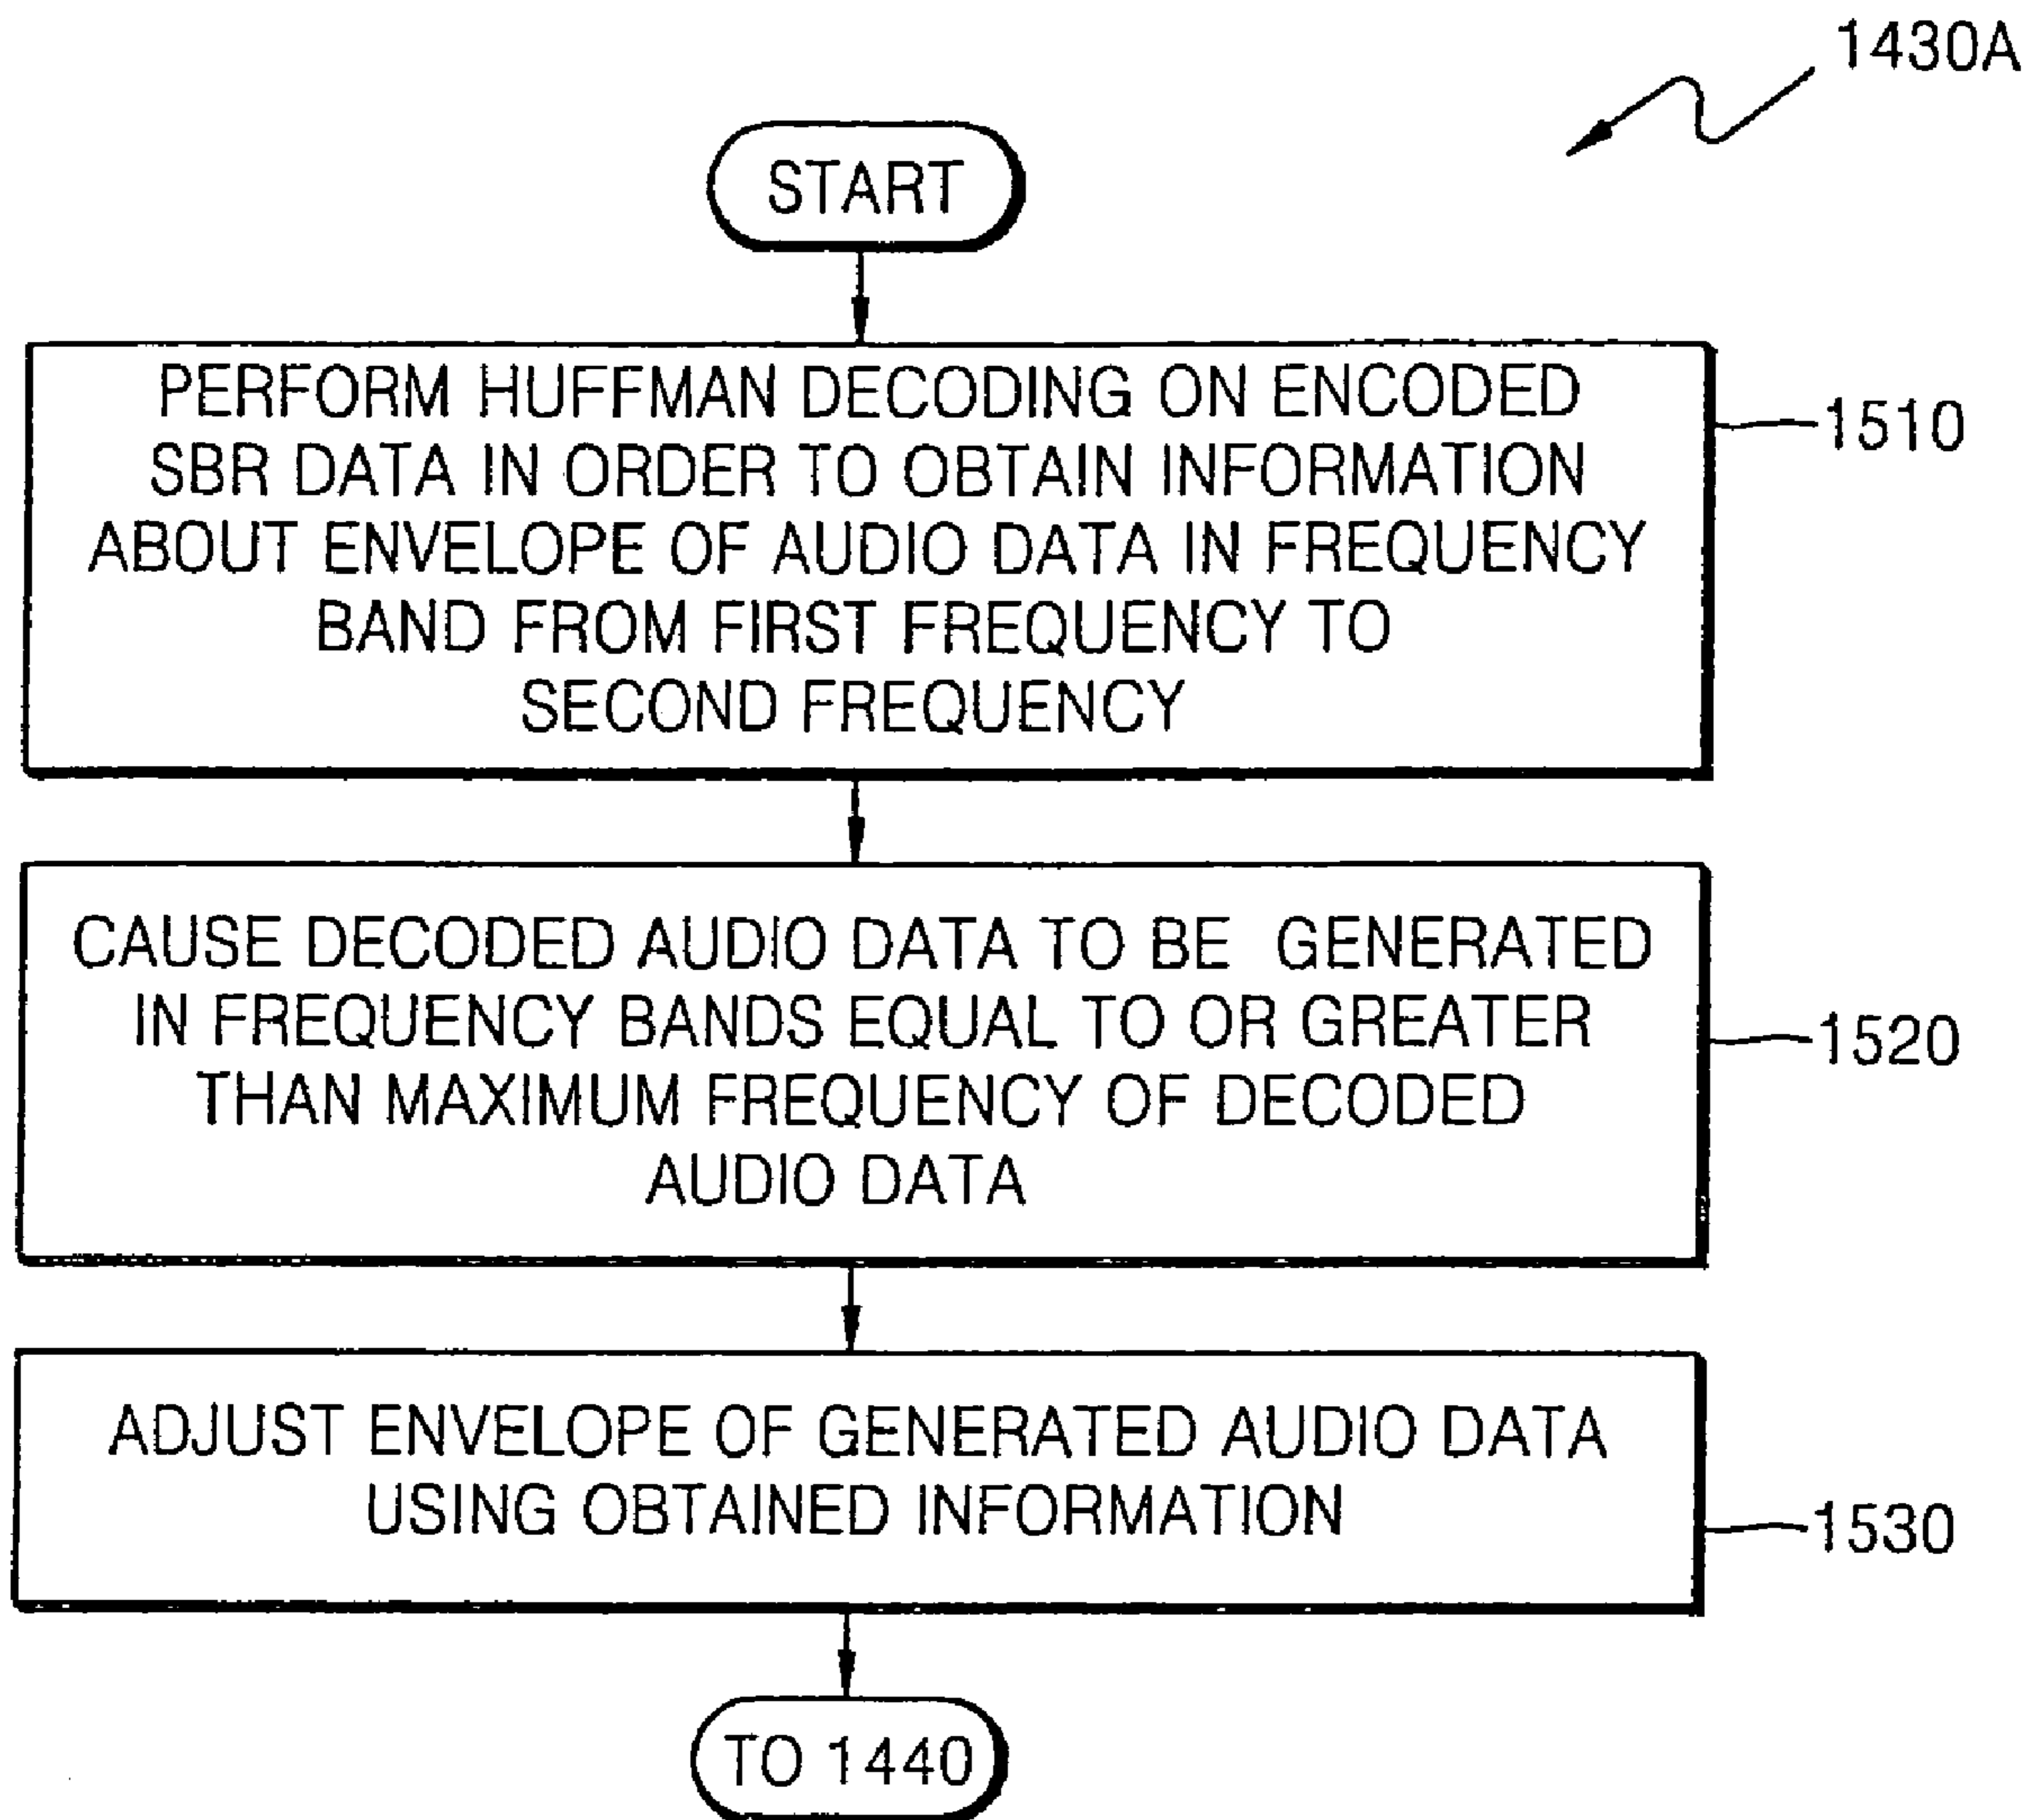 1430A
START
PERFORM HUFFMAN DECODING ON ENCODED
SBR DATA IN ORDER TO OBTAIN INFORMATION
ABOUT ENVELOPE OF AUDIO DATA IN FREQUENCY
BAND FROM FIRST FREQUENCY TO
SECOND FREQUENCY
1510
CAUSE DECODED AUDIO DATA TO BE GENERATED
IN FREQUENCY BANDS EQUAL TO OR GREATER
THAN MAXIMUM FREQUENCY OF DECODED
AUDIO DATA
1520
ADJUST ENVELOPE OF GENERATED AUDIO DATA
USING OBTAINED INFORMATION
1530
TO 1440